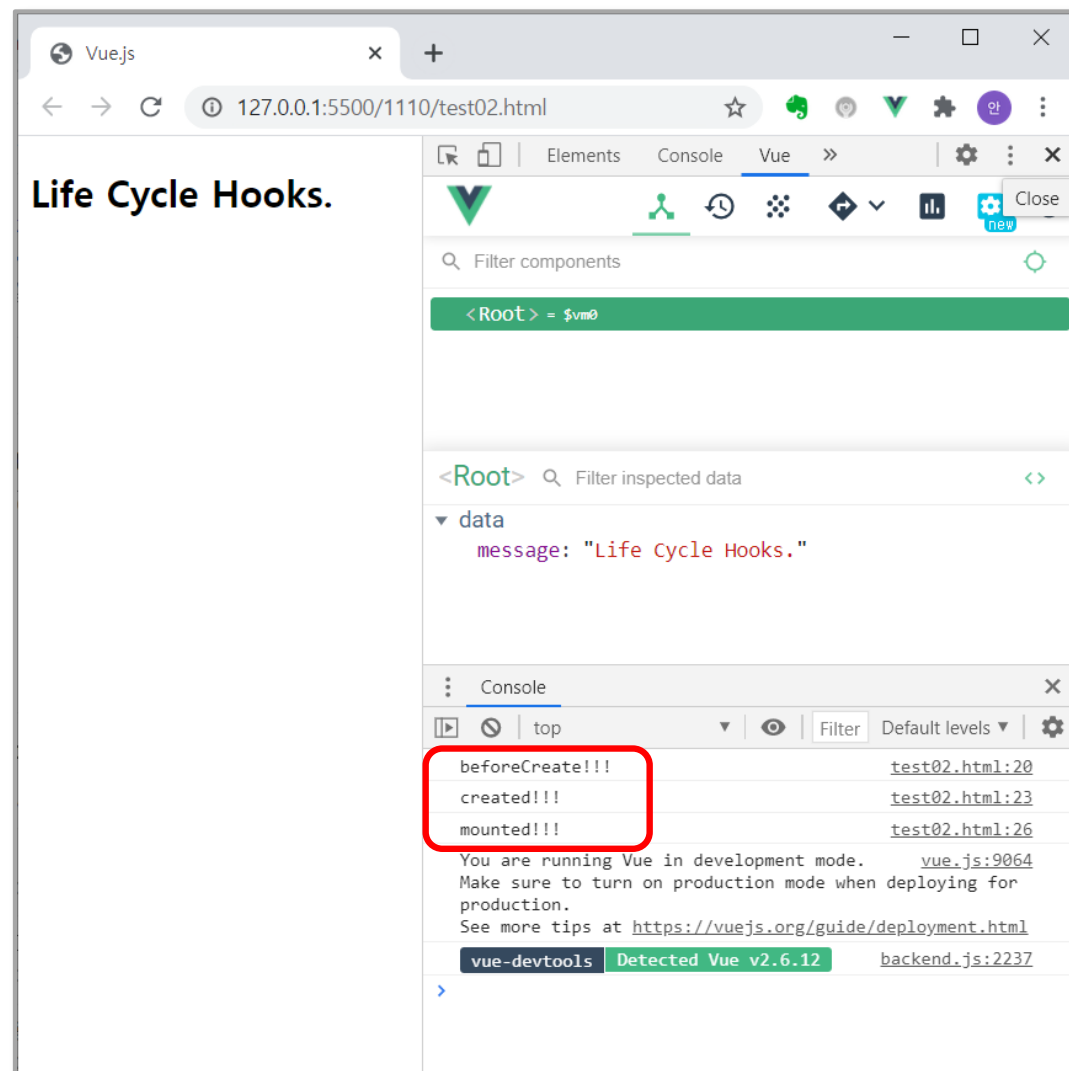 Vue.js
127.0.0.1:5500/1110/test02.html
안
Life Cycle Hooks.
Elements Console Vue
Close
new
Filter components
<Root> = $vm0
<Root> Filter inspected data
data
message: "Life Cycle Hooks."
Console
top Filter Default levels
beforeCreate!!! test02.html:20
created!!! test02.html:23
mounted!!! test02.html:26
You are running Vue in development mode. vue.js:9064
Make sure to turn on production mode when deploying for
production.
See more tips at https://vuejs.org/guide/deployment.html
vue-devtools Detected Vue v2.6.12 backend.js:2237